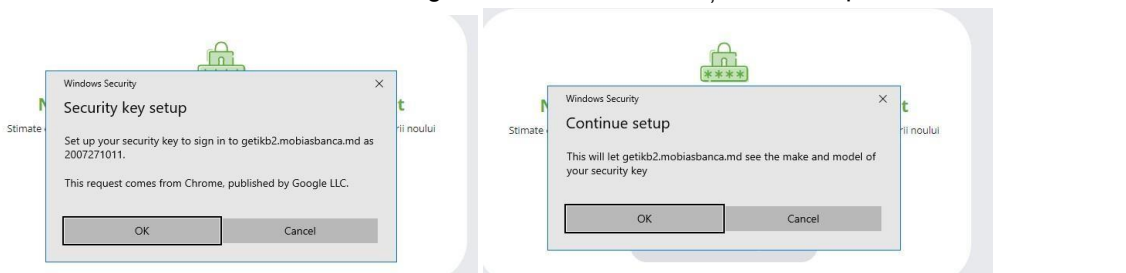 ****
Windows Security
Security key setup
Set up your security key to sign in to getikb2.mobiasbanca.md as
2007271011.
This request comes from Chrome, published by Google LLC.
OK Cancel
Stimate
rii noului
****
Windows Security
Continue setup
This will let getikb2.mobiasbanca.md see the make and model of
your security key
OK Cancel
Stimate
rii noului